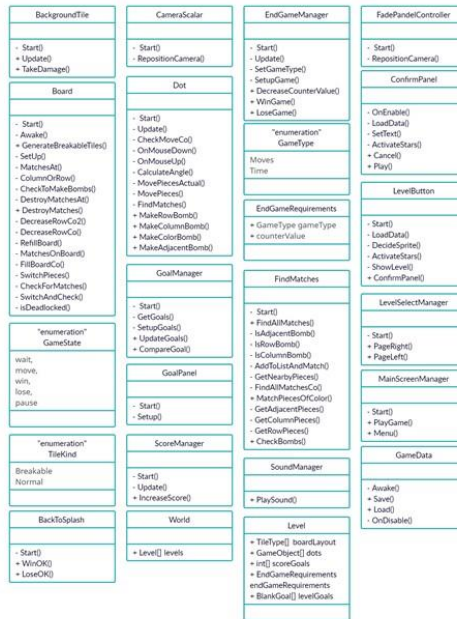 BackgroundTile
- Start()
+ Update()
+ TakeDamage()
Board
- Start()
- Awake()
+ GenerateBreakableTiles()
- SetUp()
- MatchesAt()
- ColumnOrRow()
- CheckToMakeBombs()
- DestroyMatchesAt()
+ DestroyMatches()
- DecreaseRowCo2()
- DecreaseRowCo()
- RefillBoard()
- MatchesOnBoard()
- FillBoardCo()
- SwitchPieces()
- CheckForMatches()
- SwitchAndCheck()
- isDeadlocked()
"enumeration"
GameState
wait,
move,
win,
lose,
pause
"enumeration"
TileKind
Breakable
Normal
BackToSplash
- Start()
+ WinOK()
+ LoseOK()
CameraScalar
- Start()
- RepositionCamera()
Dot
- Start()
- Update()
- CheckMoveCo()
- OnMouseDown()
- OnMouseUp()
- CalculateAngle()
- MovePiecesActual()
- MovePieces()
- FindMatches()
+ MakeRowBomb()
+ MakeColumnBomb()
+ MakeColorBomb()
+ MakeAdjacentBomb()
GoalManager
- Start()
- GetGoals()
- SetupGoals()
+ UpdateGoals()
+ CompareGoal()
GoalPanel
- Start()
- Setup()
ScoreManager
- Start()
- Update()
+ IncreaseScore()
World
+ Level[] levels
EndGameManager
- Start()
- Update()
- SetGameType()
- SetupGame()
+ DecreaseCounterValue()
+ WinGame()
+ LoseGame()
"enumeration"
GameType
Moves
Time
EndGameRequirements
+ GameType gameType
+ counterValue
FindMatches
- Start()
+ FindAllMatches()
- IsAdjacentBomb()
- IsRowBomb()
- IsColumnBomb()
- AddToListAndMatch()
- GetNearbyPieces()
- FindAllMatchesCo()
+ MatchPiecesOfColor()
- GetAdjacentPieces()
- GetColumnPieces()
- GetRowPieces()
+ CheckBombs()
SoundManager
+ PlaySound()
Level
+ TileType[] boardLayout
+ GameObject[] dots
+ int[] scoreGoals
+ EndGameRequirements
endGameRequirements
+ BlankGoal[] levelGoals
FadePandelController
- Start()
- RepositionCamera()
ConfirmPanel
- OnEnable()
- LoadData()
- SetText()
- ActivateStars()
+ Cancel()
+ Play()
LevelButton
- Start()
- LoadData()
- DecideSprite()
- ActivateStars()
- ShowLevel()
+ ConfirmPanel()
LevelSelectManager
- Start()
+ PageRight()
+ PageLeft()
MainScreenManager
- Start()
+ PlayGame()
+ Menu()
GameData
- Awake()
+ Save()
+ Load()
- OnDisable()